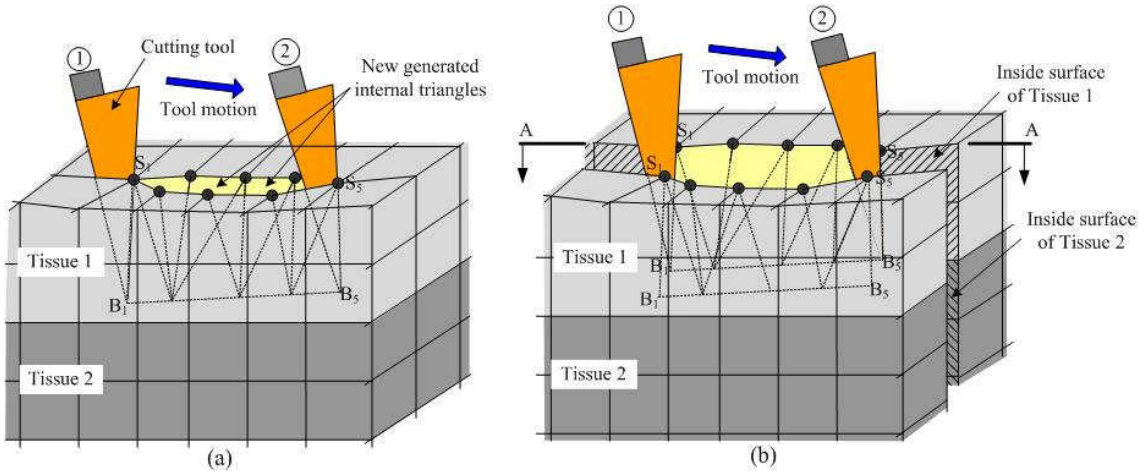 1
Cutting tool
2
New generated
internal triangles
Tool motion
S1
S5
Tissue 1
B1
B5
Tissue 2
(a)
1
2
Tool motion
Inside surface
of Tissue 1
A
A
S1
S5
S1
S5
Inside surface
of Tissue 2
Tissue 1
B1
B5
B1
B5
Tissue 2
(b)